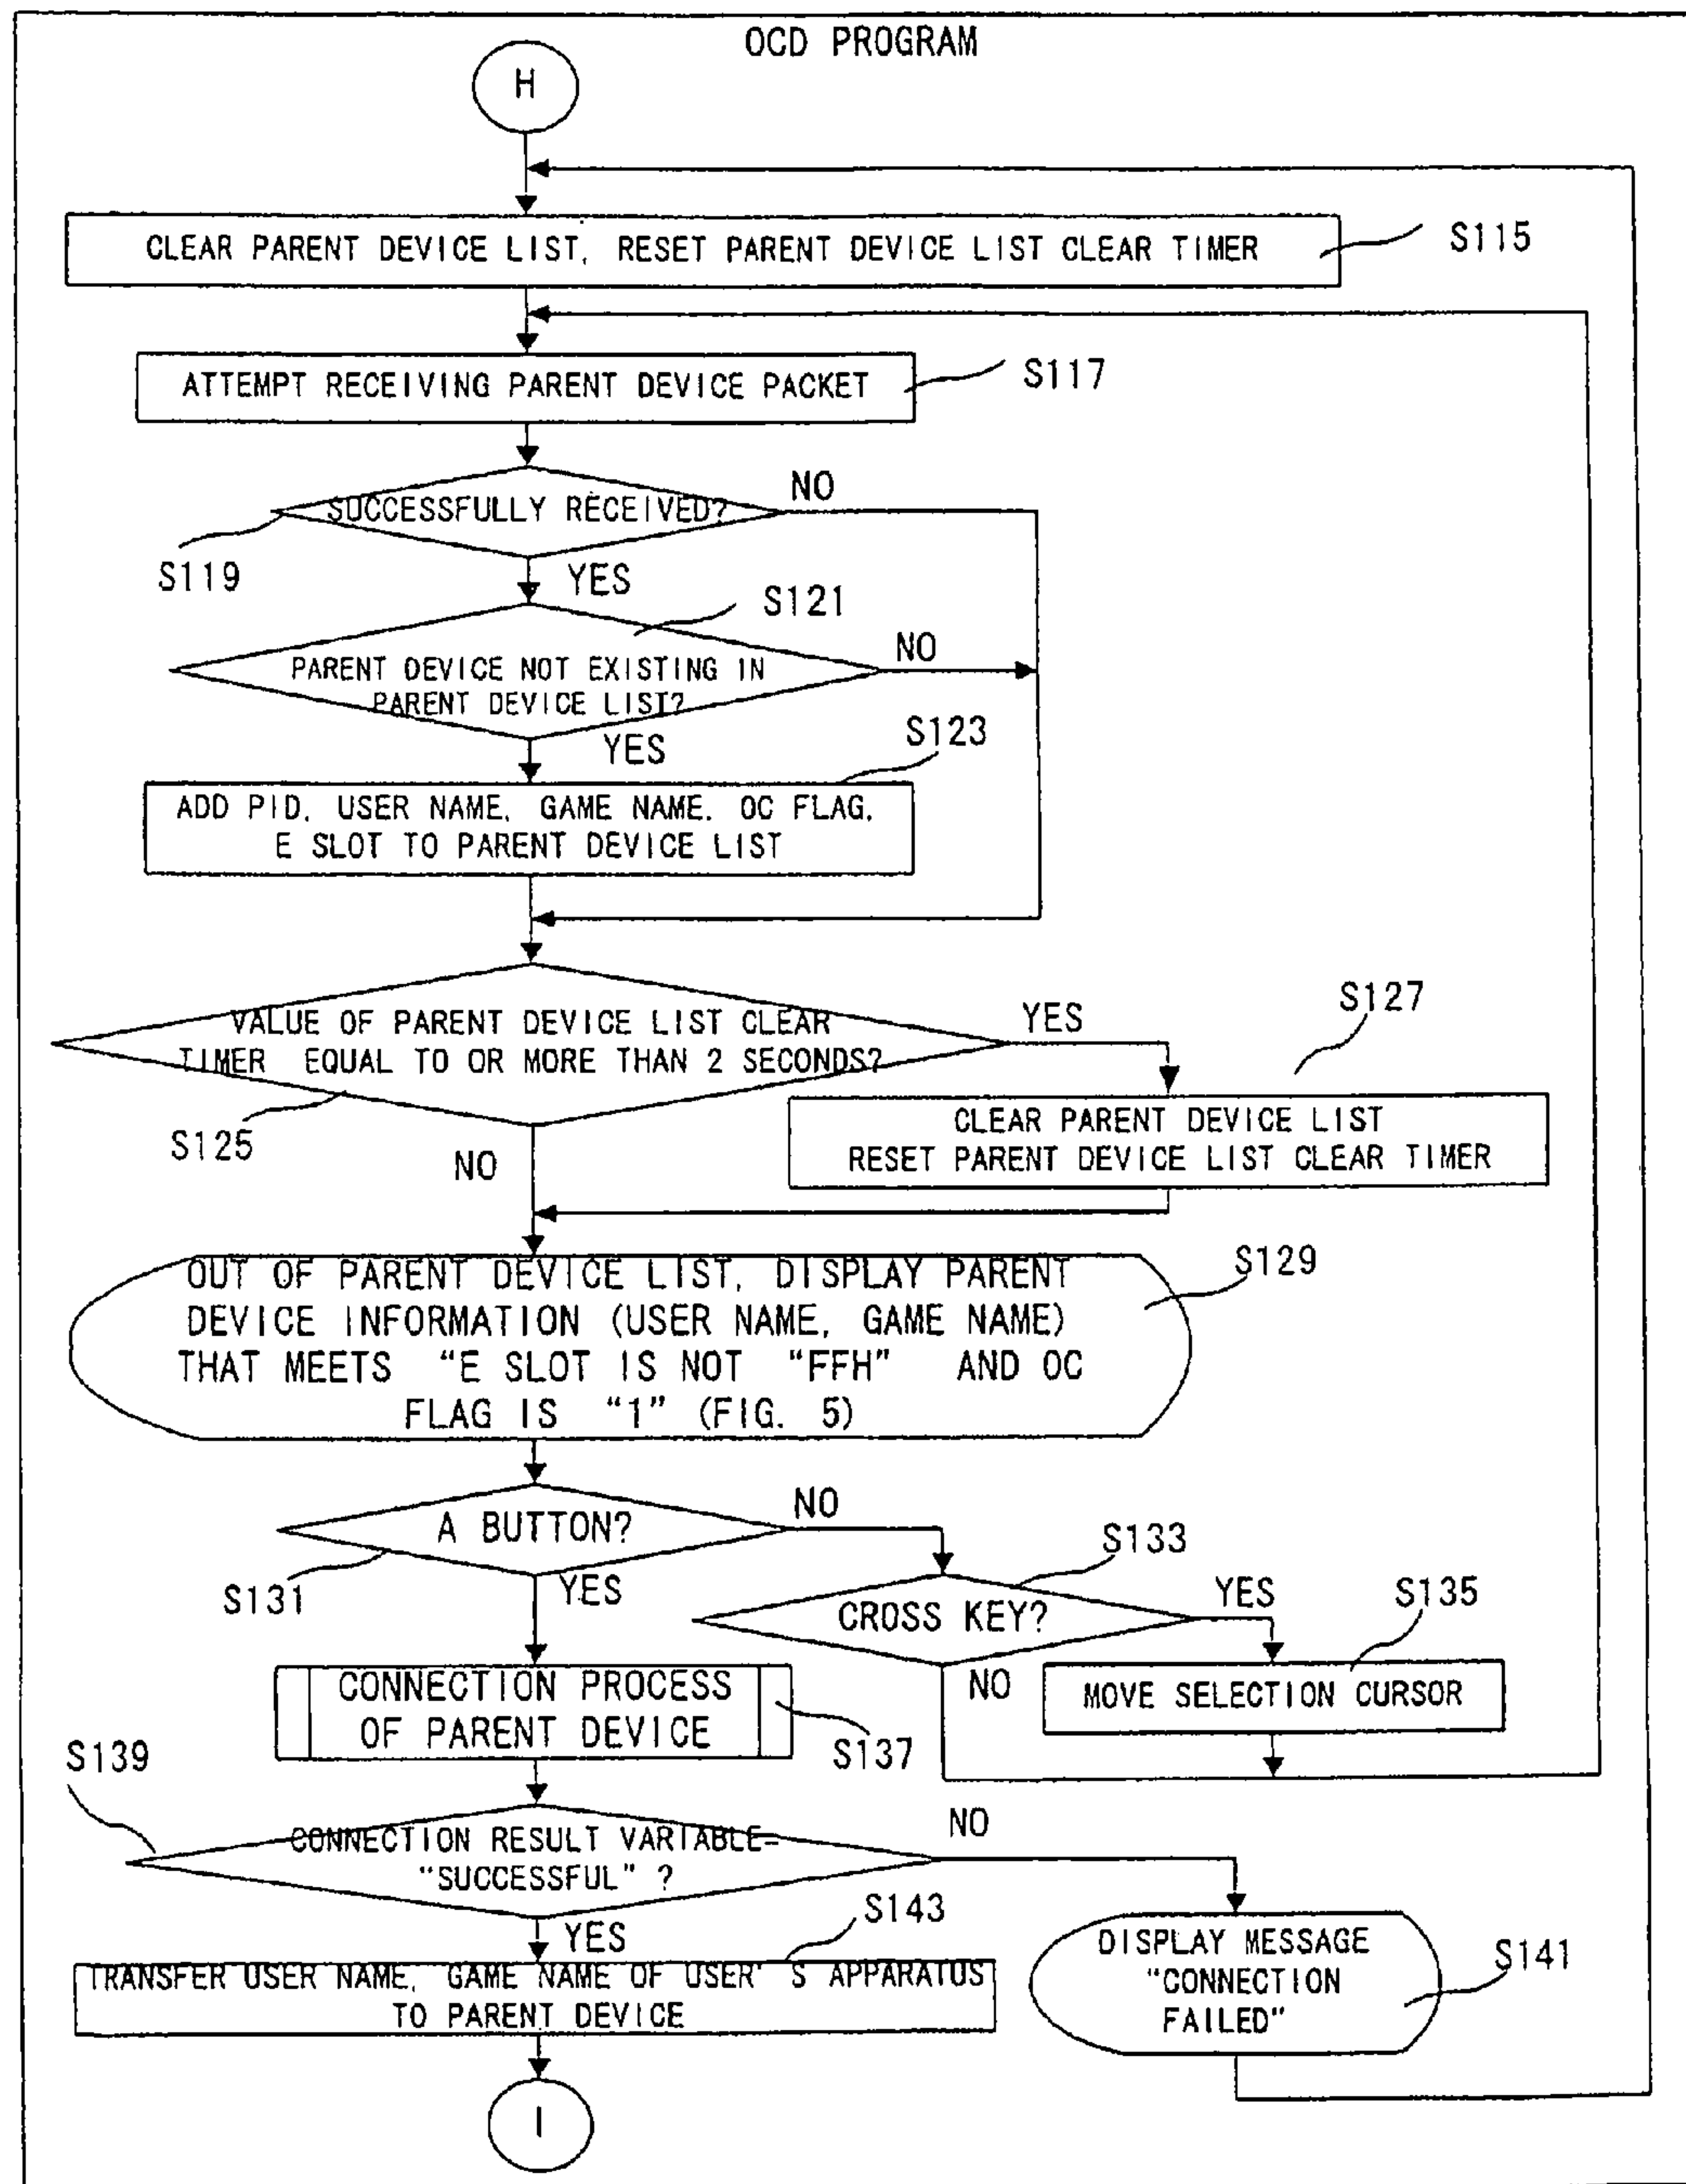 OCD PROGRAM
H
CLEAR PARENT DEVICE LIST, RESET PARENT DEVICE LIST CLEAR TIMER
S115
ATTEMPT RECEIVING PARENT DEVICE PACKET
S117
SUCCESSFULLY RECEIVED?
NO
S119
YES
S121
PARENT DEVICE NOT EXISTING IN
PARENT DEVICE LIST?
NO
YES
S123
ADD PID, USER NAME, GAME NAME, OC FLAG,
E SLOT TO PARENT DEVICE LIST
VALUE OF PARENT DEVICE LIST CLEAR
TIMER EQUAL TO OR MORE THAN 2 SECONDS?
YES
S127
S125
NO
CLEAR PARENT DEVICE LIST
RESET PARENT DEVICE LIST CLEAR TIMER
OUT OF PARENT DEVICE LIST, DISPLAY PARENT
DEVICE INFORMATION (USER NAME, GAME NAME)
THAT MEETS “E SLOT IS NOT “FFH” AND OC
FLAG IS “1” (FIG. 5)
S129
A BUTTON?
NO
S131
YES
S133
CROSS KEY?
YES
S135
NO
MOVE SELECTION CURSOR
CONNECTION PROCESS
OF PARENT DEVICE
S137
S139
CONNECTION RESULT VARIABLE=
“SUCCESSFUL” ?
NO
YES
S143
TRANSFER USER NAME, GAME NAME OF USER' S APPARATUS
TO PARENT DEVICE
DISPLAY MESSAGE
“CONNECTION
FAILED”
S141
I